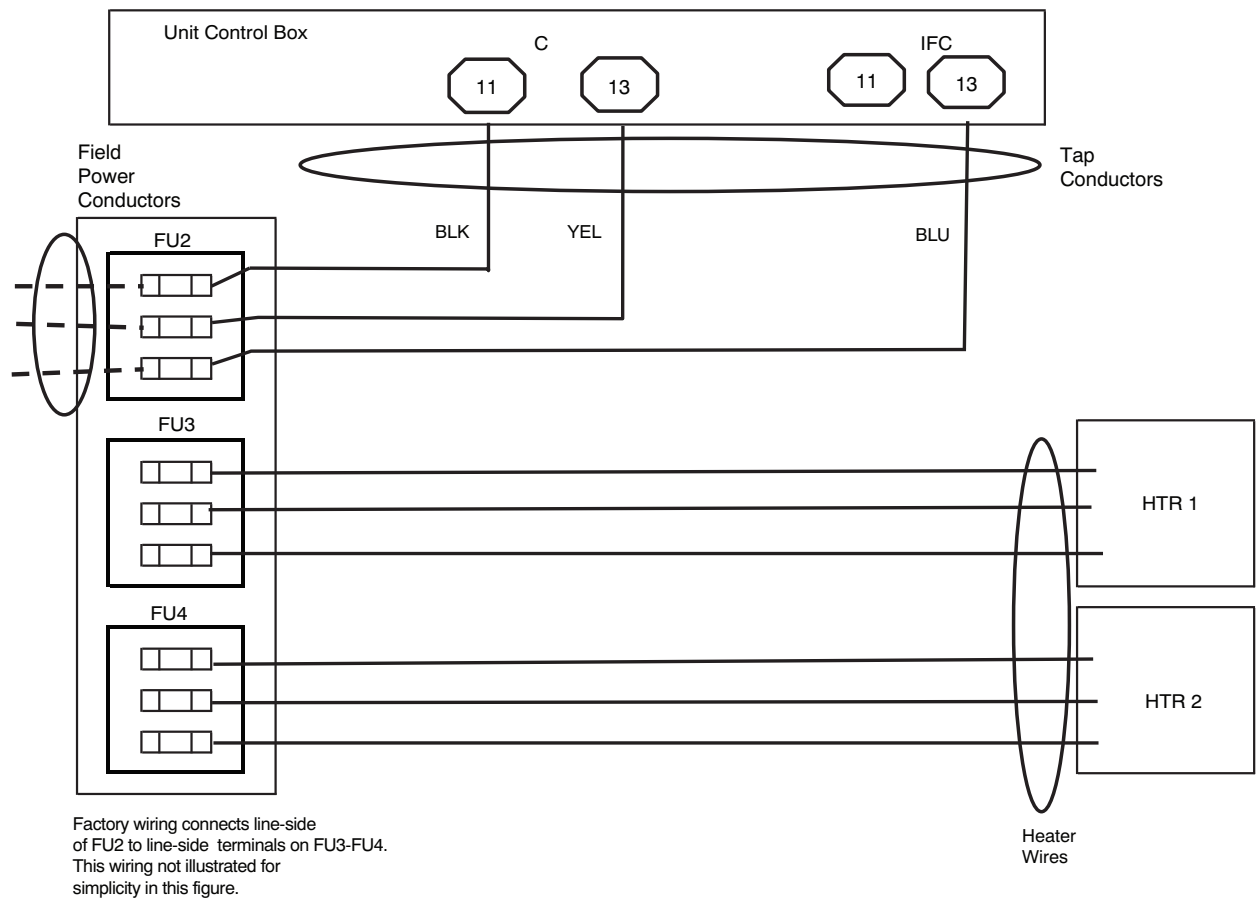 Unit Control Box
C
IFC
11
13
11
13
Field
Power
Conductors
Tap
Conductors
BLK
YEL
BLU
FU2
FU3
HTR 1
FU4
HTR 2
Factory wiring connects line-side
of FU2 to line-side terminals on FU3-FU4.
This wiring not illustrated for
simplicity in this figure.
Heater
Wires